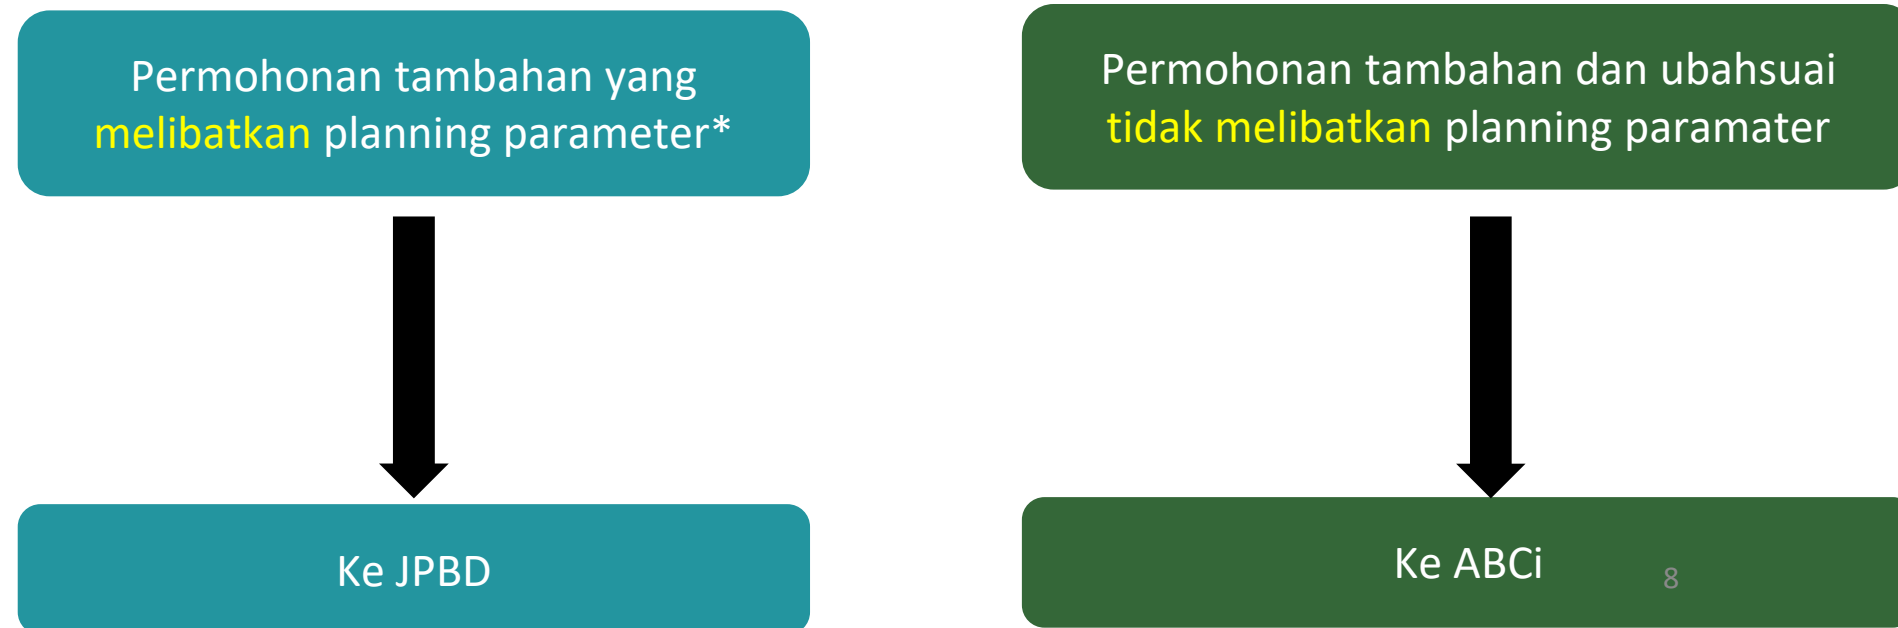 Permohonan tambahan yang
melibatkan planning parameter*
Permohonan tambahan dan ubahsuai
tidak melibatkan planning paramater
Ke JPBD
Ke ABCi
8